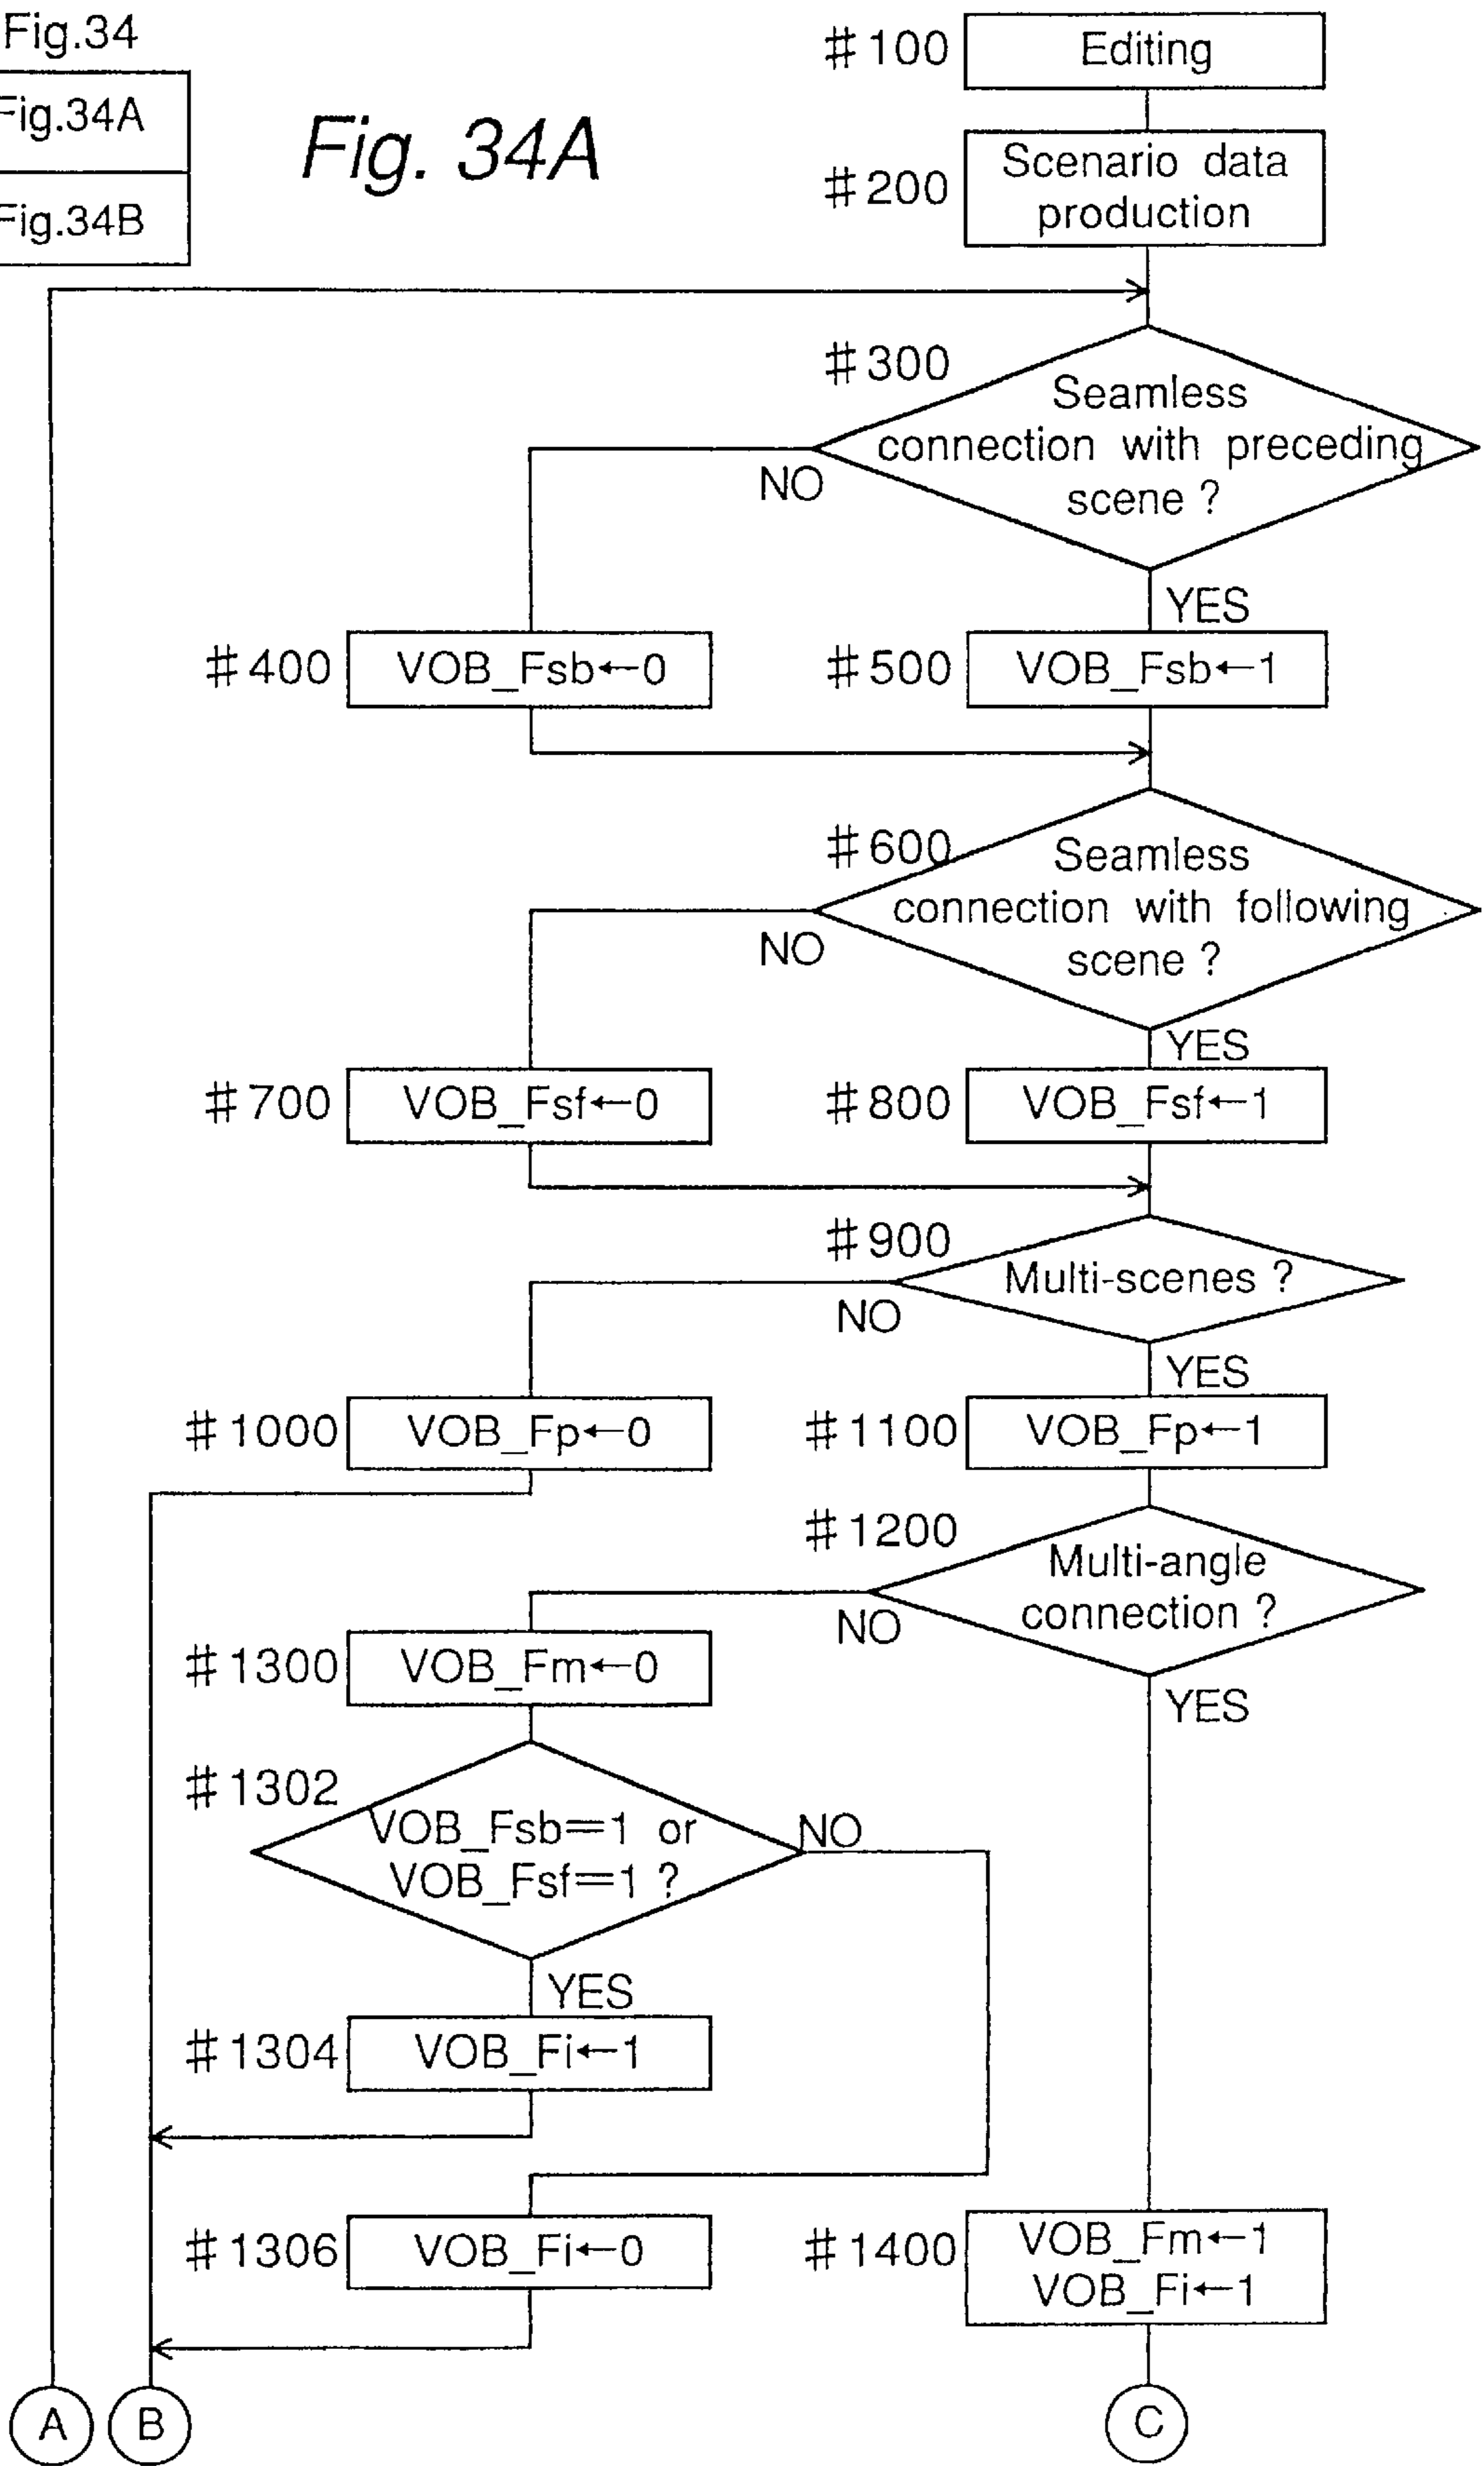 Fig.34
Fig.34A
Fig.34B
Fig. 34A
#100
Editing
#200
Scenario data
production
#300
Seamless
connection with preceding
scene ?
NO
YES
#400
VOB_Fsb←0
#500
VOB_Fsb←1
#600
Seamless
connection with following
scene ?
NO
YES
#700
VOB_Fsf←0
#800
VOB_Fsf←1
#900
Multi-scenes ?
NO
YES
#1000
VOB_Fp←0
#1100
VOB_Fp←1
#1200
Multi-angle
connection ?
NO
YES
#1300
VOB_Fm←0
#1302
VOB_Fsb=1 or
VOB_Fsf=1 ?
NO
YES
#1304
VOB_Fi←1
#1306
VOB_Fi←0
#1400
VOB_Fm←1
VOB_Fi←1
A
B
C